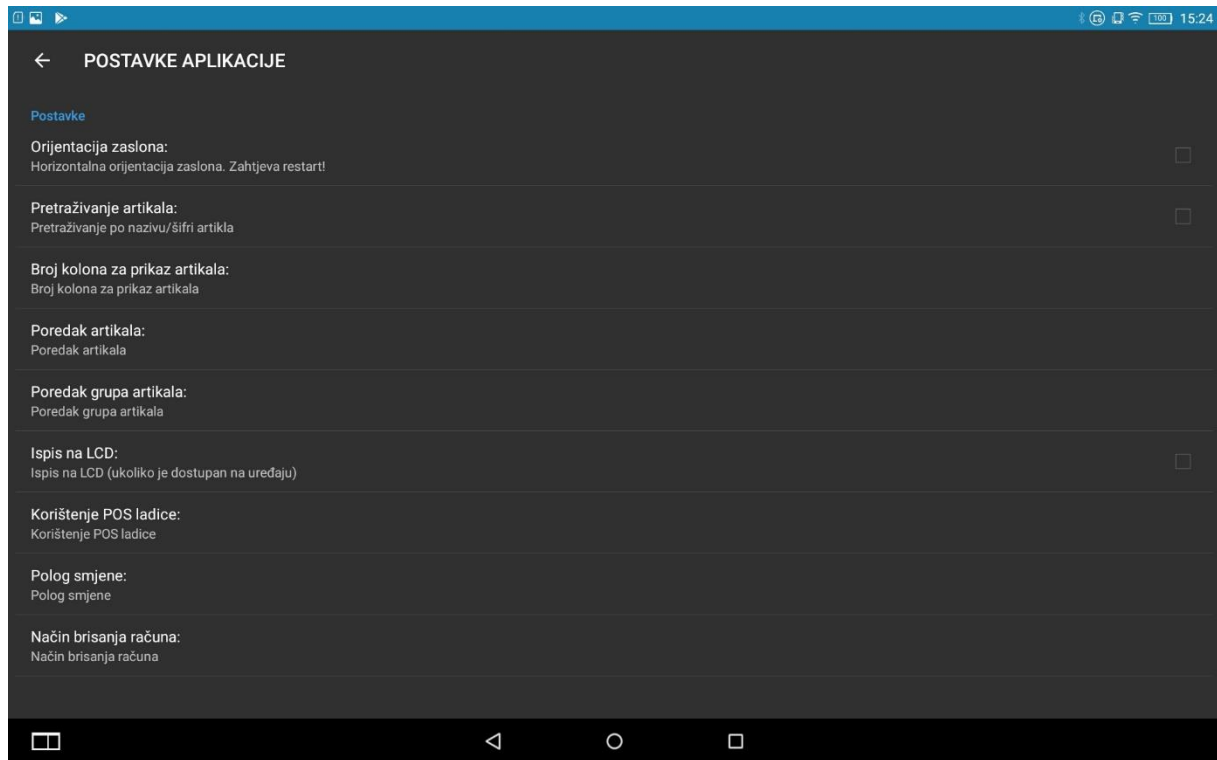 100 15:24
POSTAVKE APLIKACIJE
Postavke
Orijentacija zaslona:
Horizontalna orijentacija zaslona. Zahtjeva restart!
Pretraživanje artikala:
Pretraživanje po nazivu/šifri artikla
Broj kolona za prikaz artikala:
Broj kolona za prikaz artikala
Poredak artikala:
Poredak artikala
Poredak grupa artikala:
Poredak grupa artikala
Ispis na LCD:
Ispis na LCD (ukoliko je dostupan na uređaju)
Korištenje POS ladice:
Korištenje POS ladice
Polog smjene:
Polog smjene
Način brisanja računa:
Način brisanja računa